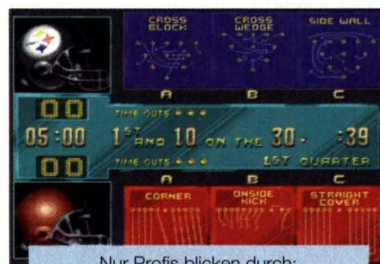 CROSS BLOCK
CROSS WEDGE
SIDE WALL
A B C
00
TIME OUTS
05:00 1ST AND 10 ON THE 30- :39
00
TIME OUTS
1ST QUARTER
A B C
CORNER
ONSIDE KICK
STRAIGHT COVER
Nur Profis blicken durch: